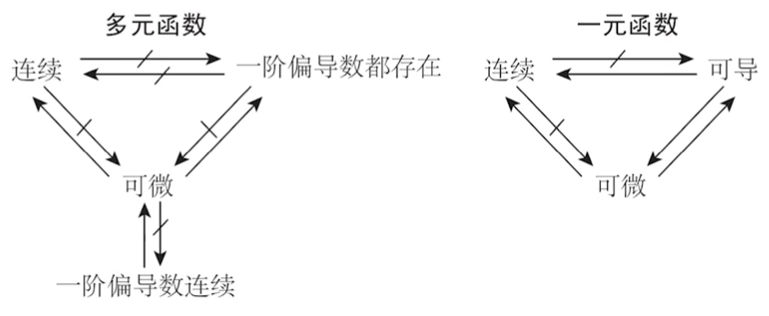 多元函数
一元函数
连续
一阶偏导数都存在
连续
可导
可微
可微
一阶偏导数连续